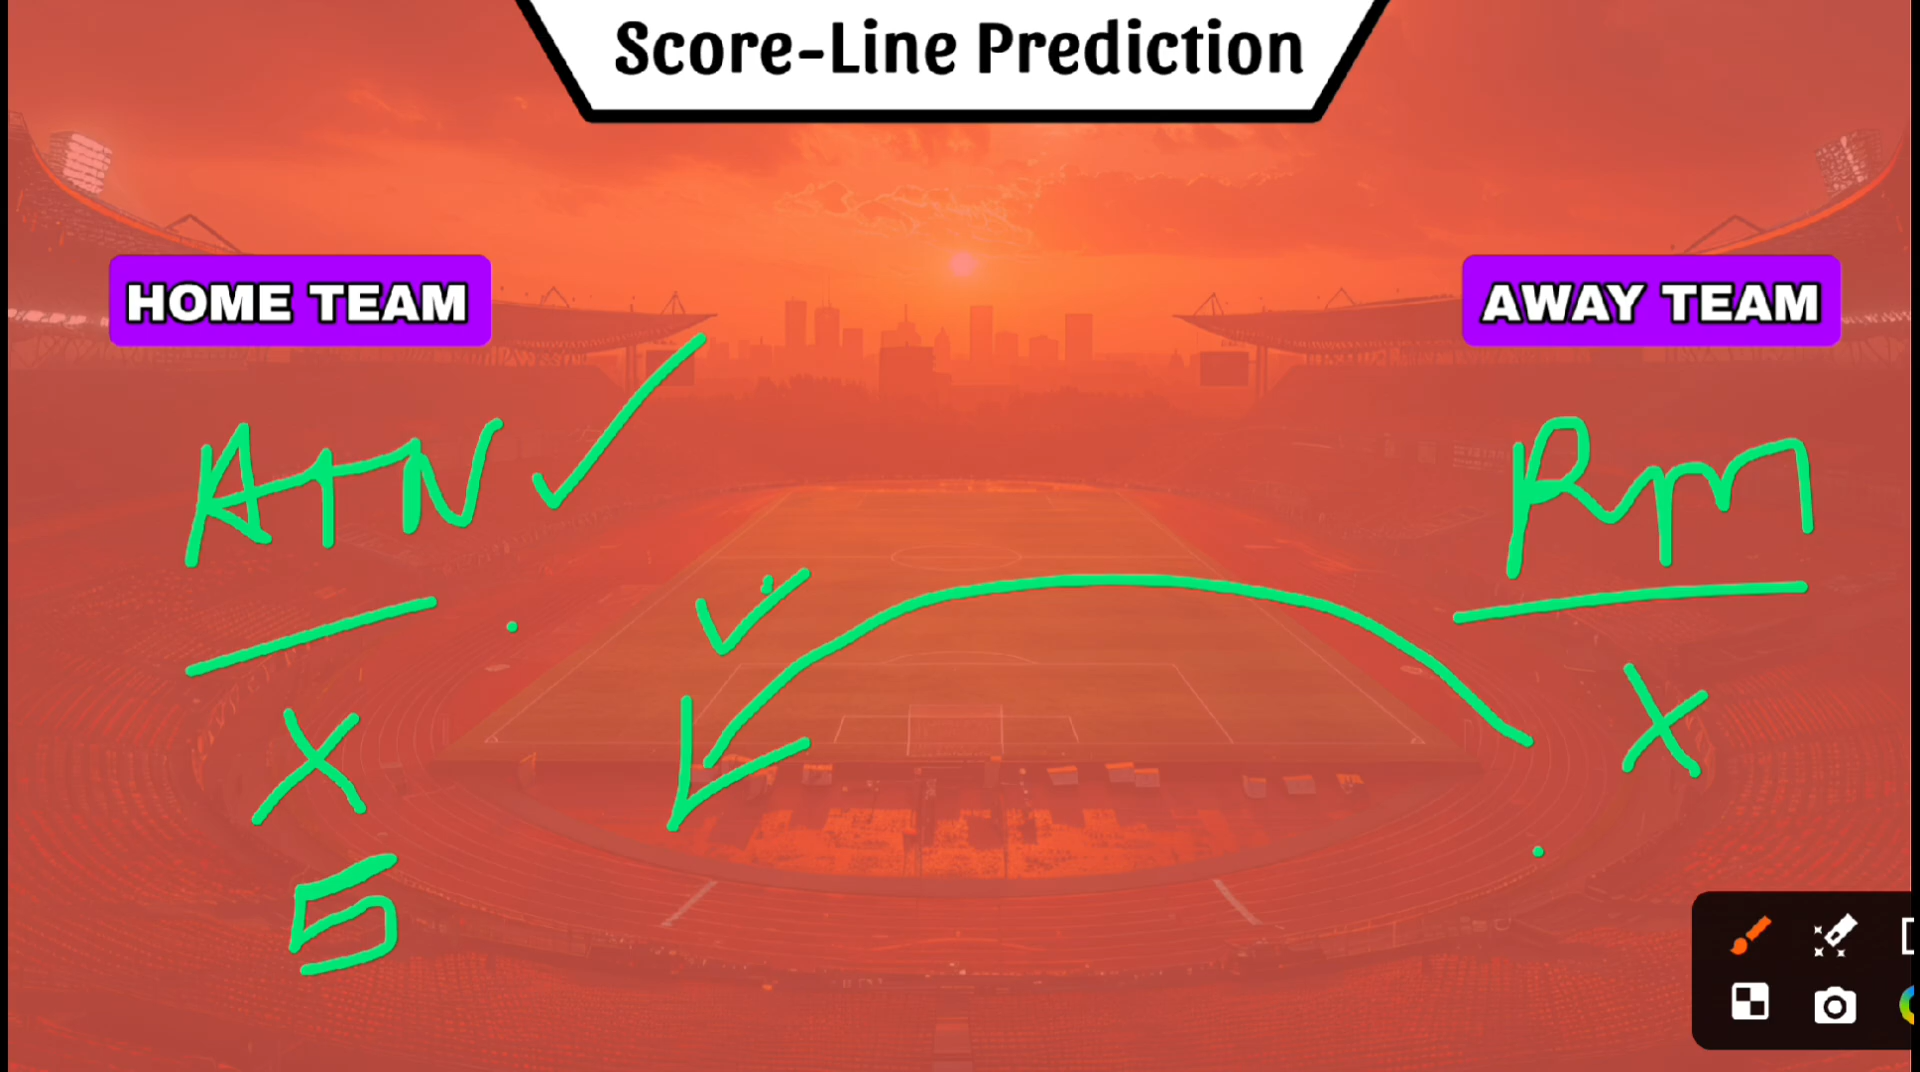 Score-Line Prediction
HOME TEAM
AWAY TEAM
ATN
RM
X
X
5